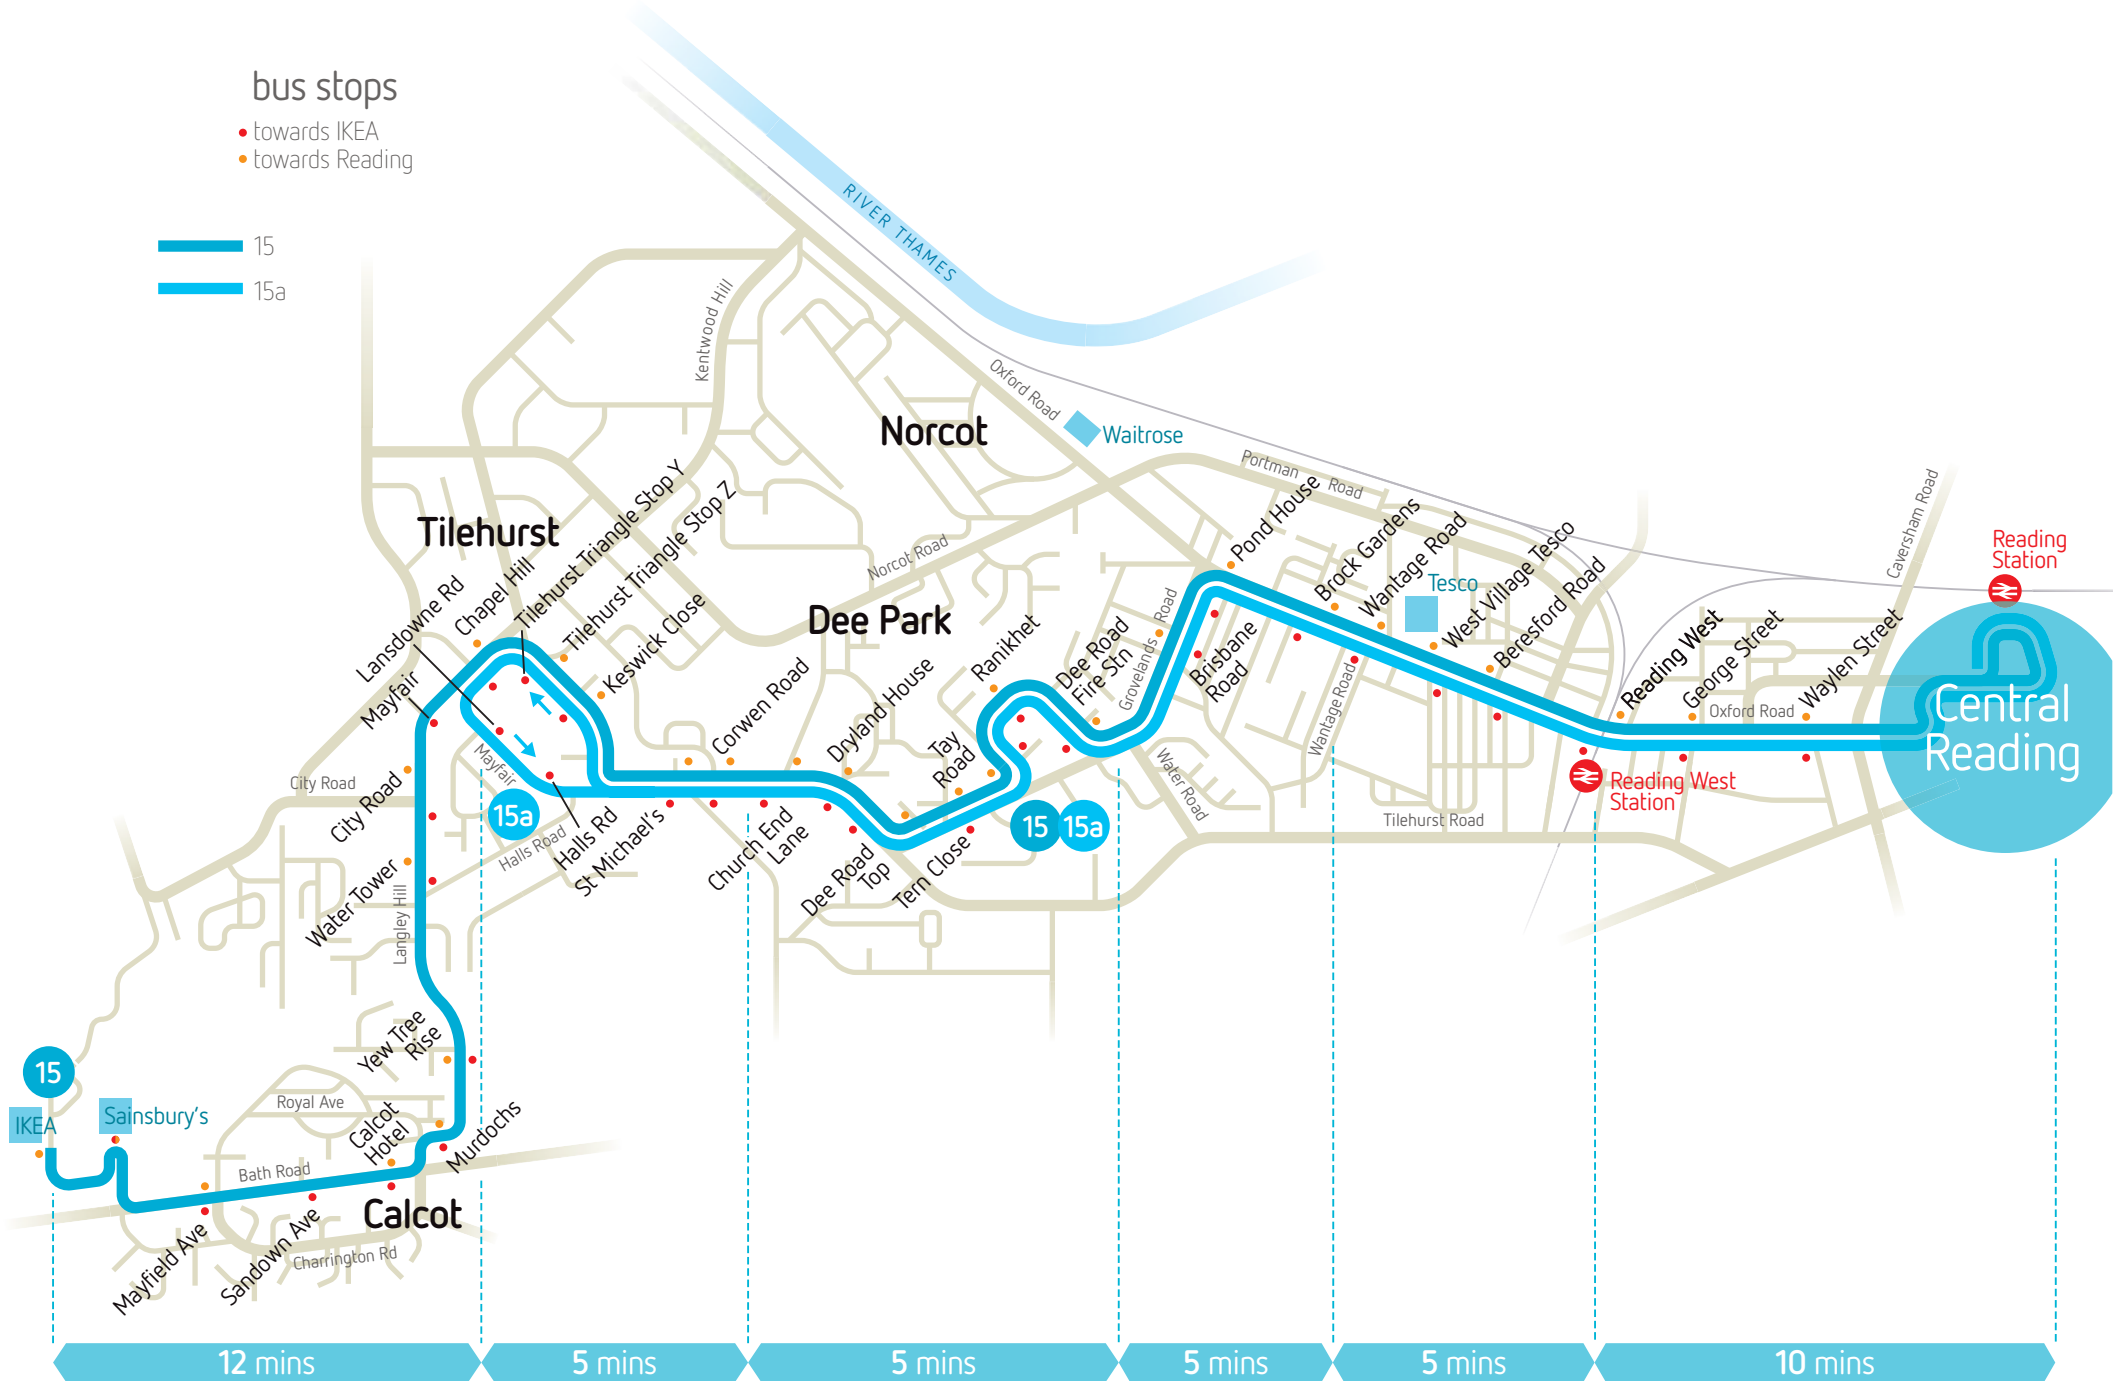 bus stops
towards IKEA
towards Reading
15
15a
RIVER THAMES
Kentwood Hill
Oxford Road
Norcot
Waitrose
Portman Road
Caversham Road
Reading
Station
Tilehurst
Norcot Road
Dee Park
Lansdowne Rd
Chapel Hill
Tilehurst Triangle Stop Y
Tilehurst Triangle Stop Z
Keswick Close
Mayfair
Corwen Road
Dryland House
Ranikhet
Dee Road
Fire Stn
Grovelands Road
Pond House
Brisbane
Road
Brock Gardens
Wantage Road
Tesco
West Village Tesco
Beresford Road
Reading West
George Street
Oxford Road
Waylen Street
Central
Reading
Wantage Road
Water Road
Tay
Road
Reading West
Station
Tilehurst Road
City Road
City Road
Mayfair
15a
Halls Road
Halls Rd
St Michael's
Church End
Lane
Dee Road
Top
Tern Close
15
15a
Water Tower
Langley Hill
Yew Tree
Rise
15
IKEA
Sainsbury's
Royal Ave
Calcot
Hotel
Murdochs
Bath Road
Calcot
Mayfield Ave
Sandown Ave
Charrington Rd
12 mins
5 mins
5 mins
5 mins
5 mins
10 mins